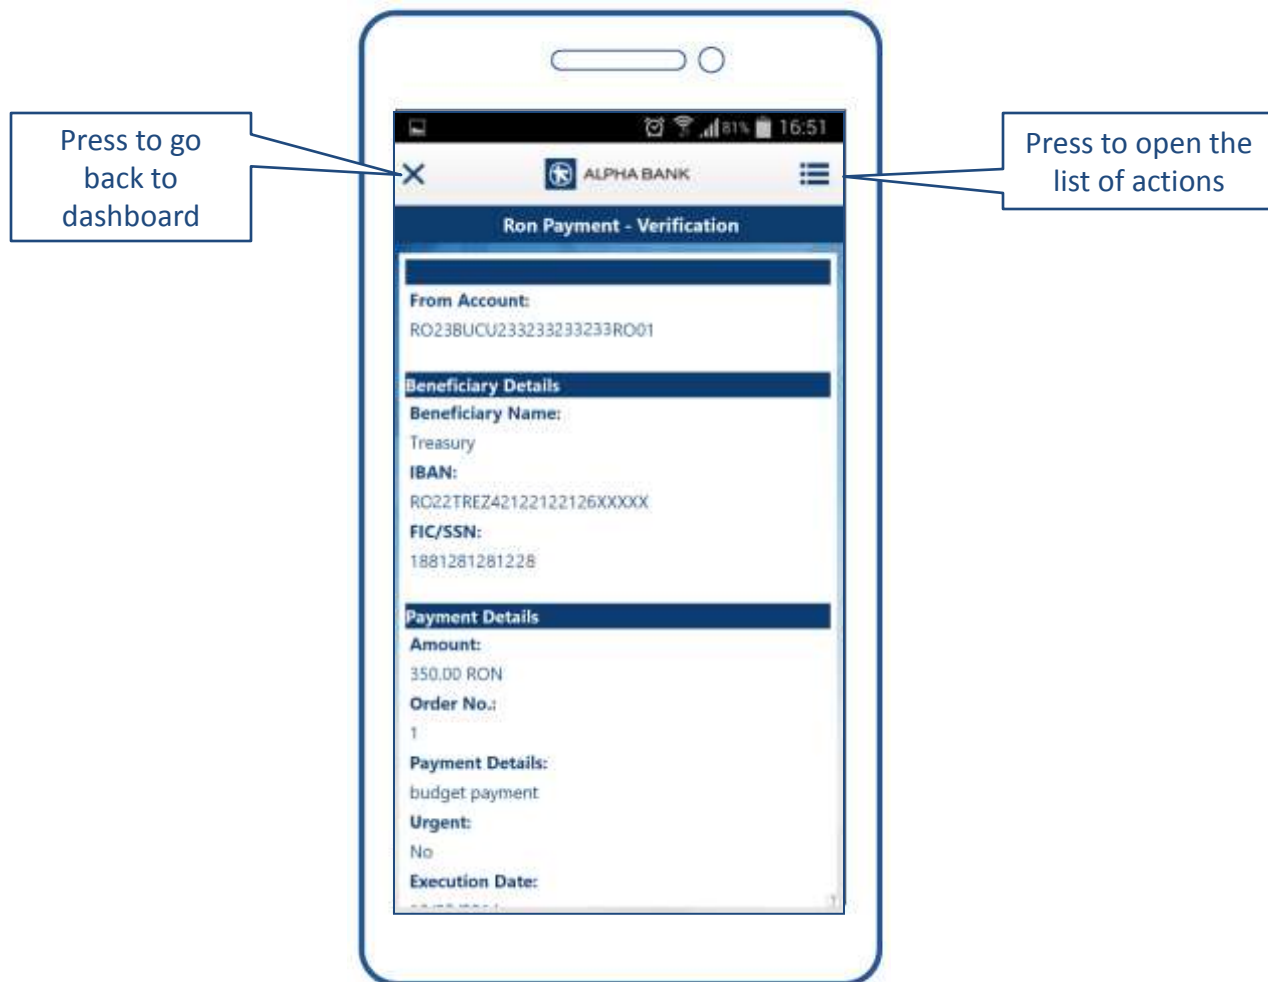 Press to go
back to
dashboard
Press to open the
list of actions
81% 16:51
ALPHA BANK
Ron Payment - Verification
From Account:
RO23BUCU233233233233RO01
Beneficiary Details
Beneficiary Name:
Treasury
IBAN:
RO22TREZ42122122126XXXXX
FIC/SSN:
1881281281228
Payment Details
Amount:
350.00 RON
Order No.:
1
Payment Details:
budget payment
Urgent:
No
Execution Date: